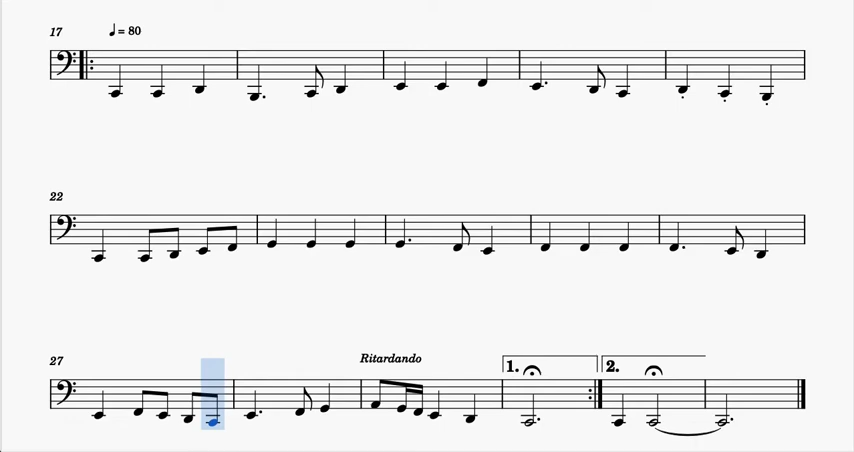 17
♩ = 80
22
27
Ritardando
1.
2.